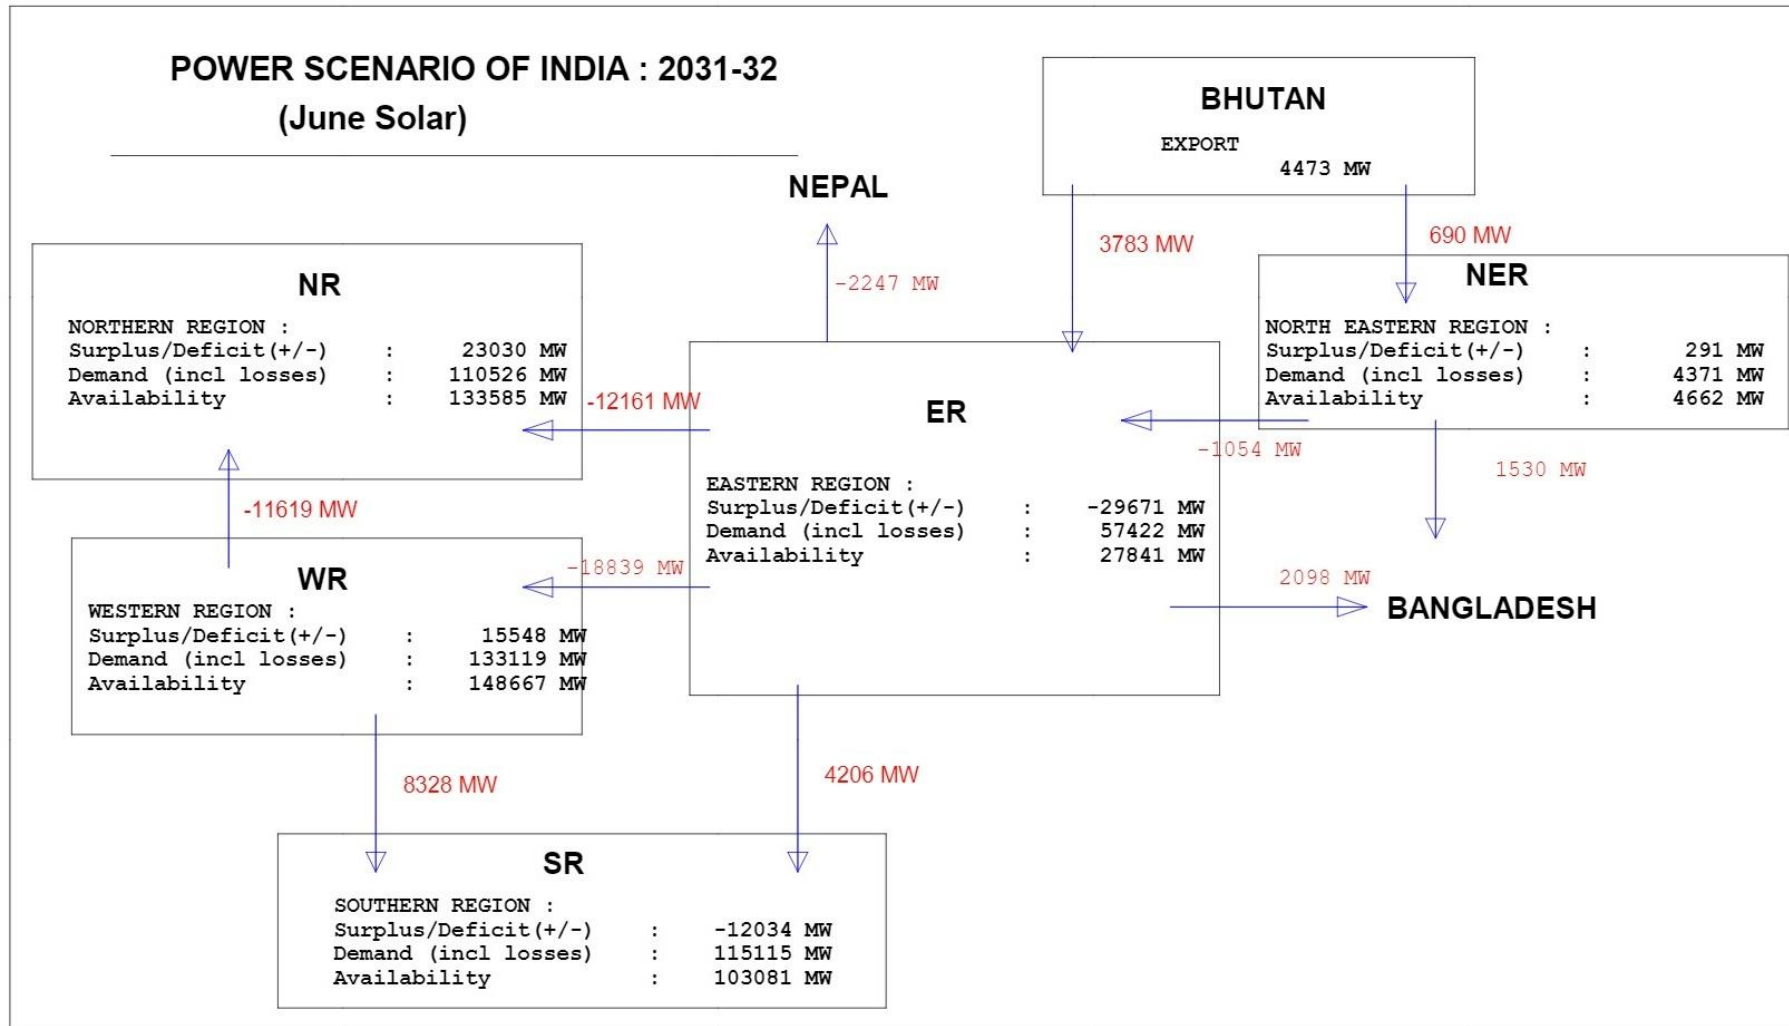 POWER SCENARIO OF INDIA : 2031-32
(June Solar)
BHUTAN
EXPORT
4473 MW
NEPAL
3783 MW
690 MW
-2247 MW
NR
NORTHERN REGION :
Surplus/Deficit(+/-) : 23030 MW
Demand (incl losses) : 110526 MW
Availability : 133585 MW
NER
NORTH EASTERN REGION :
Surplus/Deficit(+/-) : 291 MW
Demand (incl losses) : 4371 MW
Availability : 4662 MW
-12161 MW
ER
EASTERN REGION :
Surplus/Deficit(+/-) : -29671 MW
Demand (incl losses) : 57422 MW
Availability : 27841 MW
-1054 MW
1530 MW
-11619 MW
-18839 MW
2098 MW
BANGLADESH
WR
WESTERN REGION :
Surplus/Deficit(+/-) : 15548 MW
Demand (incl losses) : 133119 MW
Availability : 148667 MW
8328 MW
4206 MW
SR
SOUTHERN REGION :
Surplus/Deficit(+/-) : -12034 MW
Demand (incl losses) : 115115 MW
Availability : 103081 MW